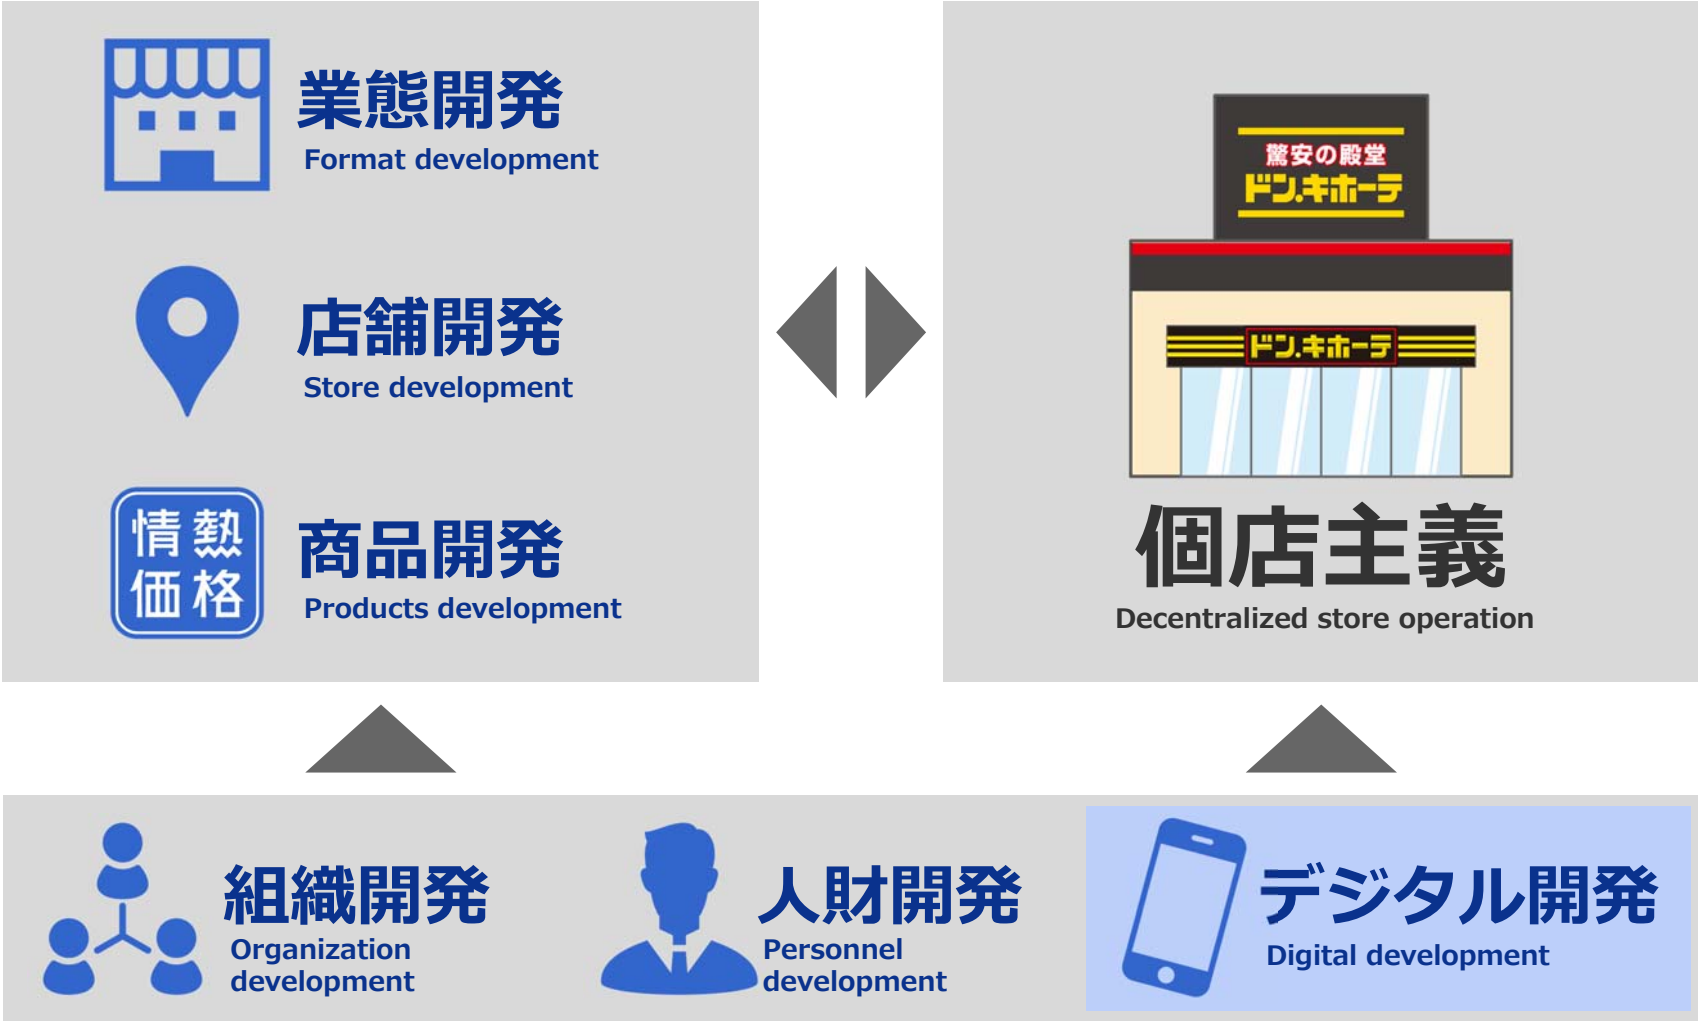 業態開発
Format development
店舗開発
Store development
情熱
価格
商品開発
Products development
驚安の殿堂
ドン.キホーテ
ドン.キホーテ
個店主義
Decentralized store operation
組織開発
Organization
development
人財開発
Personnel
development
デジタル開発
Digital development